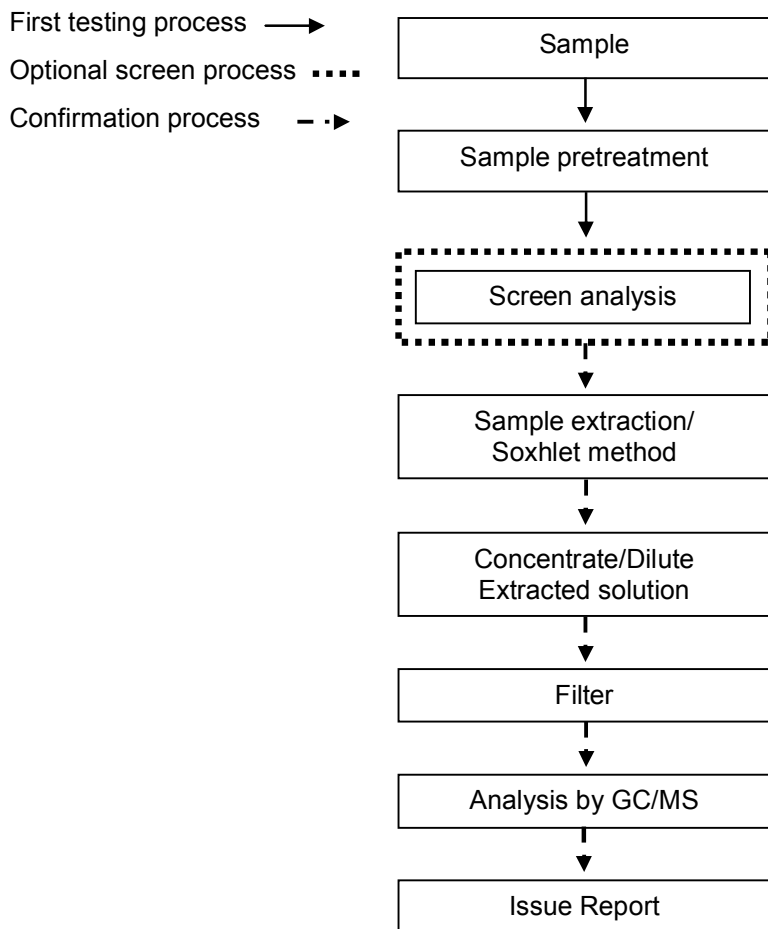 First testing process
Optional screen process
Confirmation process
Sample
Sample pretreatment
Screen analysis
Sample extraction/
Soxhlet method
Concentrate/Dilute
Extracted solution
Filter
Analysis by GC/MS
Issue Report